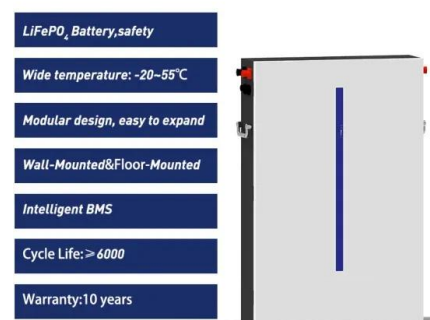 LiFePO₄ Battery,safety
Wide temperature: -20~55℃
Modular design, easy to expand
Wall-Mounted&Floor-Mounted
Intelligent BMS
Cycle Life:≥6000
Warranty:10 years